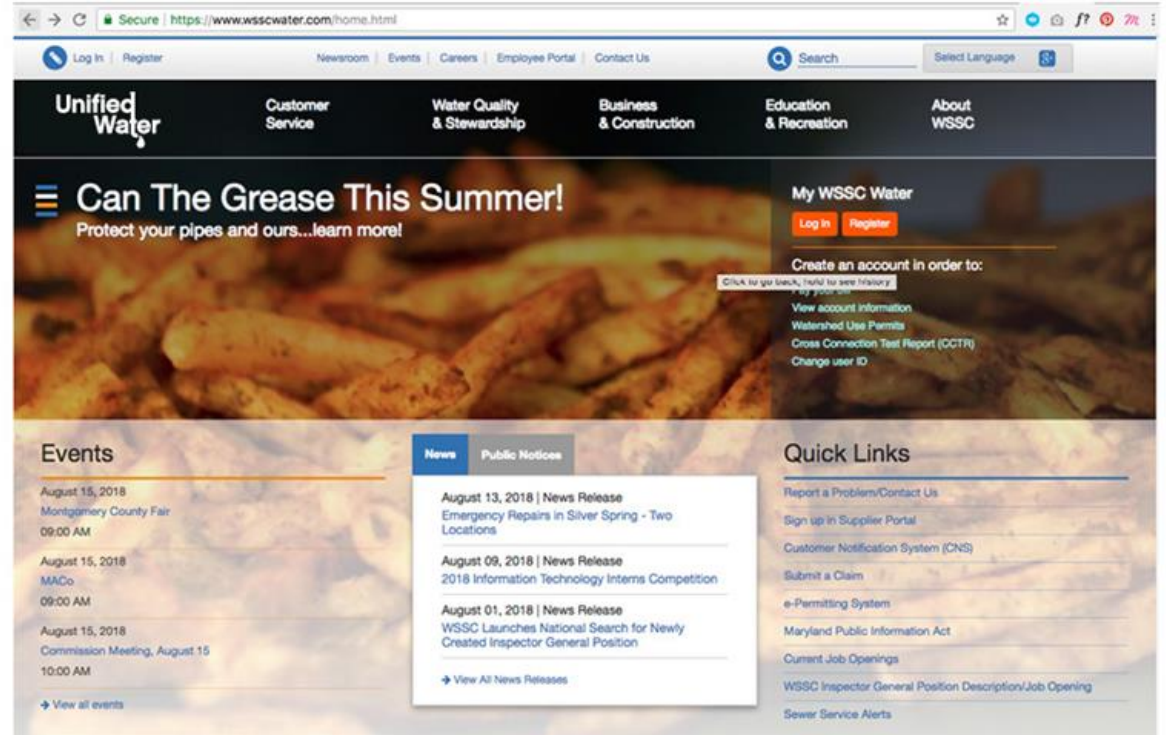 Secure | https://www.wsscwater.com/home.html
Log In | Register
Newsroom | Events | Careers | Employee Portal | Contact Us
Search
Select Language
Unified
Water
Customer
Service
Water Quality
& Stewardship
Business
& Construction
Education
& Recreation
About
WSSC
Can The Grease This Summer!
Protect your pipes and ours...learn more!
My WSSC Water
Log In
Register
Create an account in order to:
Click to go back, hold to see history
View account information
Watershed Use Permits
Cross Connection Test Report (CCTR)
Change user ID
Events
August 15, 2018
Montgomery County Fair
09:00 AM
August 15, 2018
MACo
09:00 AM
August 15, 2018
Commission Meeting, August 15
10:00 AM
→ View all events
News
Public Notices
August 13, 2018 | News Release
Emergency Repairs in Silver Spring - Two
Locations
August 09, 2018 | News Release
2018 Information Technology Interns Competition
August 01, 2018 | News Release
WSSC Launches National Search for Newly
Created Inspector General Position
→ View All News Releases
Quick Links
Report a Problem/Contact Us
Sign up in Supplier Portal
Customer Notification System (CNS)
Submit a Claim
e-Permitting System
Maryland Public Information Act
Current Job Openings
WSSC Inspector General Position Description/Job Opening
Sewer Service Alerts